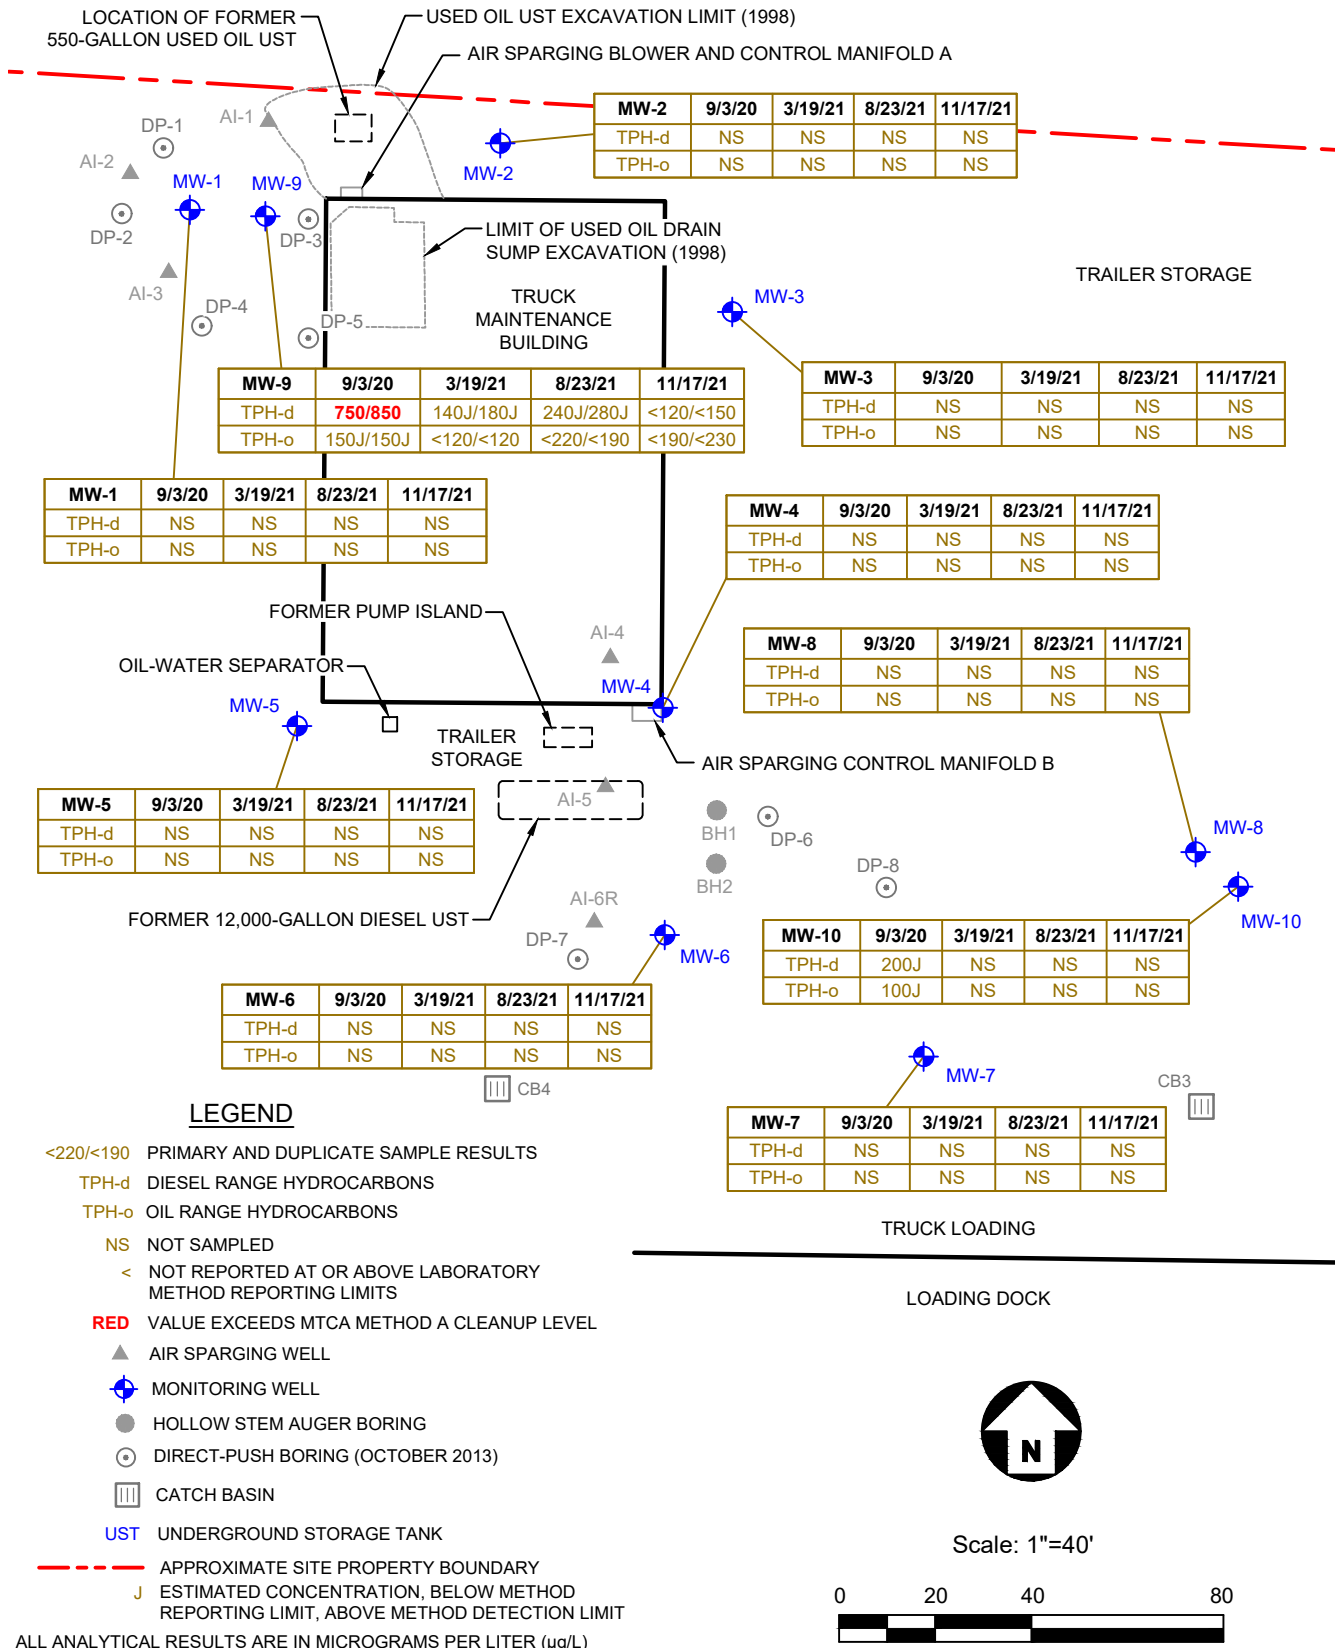 LOCATION OF FORMER
550-GALLON USED OIL UST
USED OIL UST EXCAVATION LIMIT (1998)
AIR SPARGING BLOWER AND CONTROL MANIFOLD A
MW-2 9/3/20 3/19/21 8/23/21 11/17/21
TPH-d NS NS NS NS
TPH-o NS NS NS NS
AI-1
DP-1
AI-2
MW-1
MW-9
MW-2
DP-2
DP-3
LIMIT OF USED OIL DRAIN
SUMP EXCAVATION (1998)
AI-3
TRAILER STORAGE
DP-4
DP-5
TRUCK
MAINTENANCE
BUILDING
MW-3
MW-9 9/3/20 3/19/21 8/23/21 11/17/21
TPH-d 750/850 140J/180J 240J/280J <120/<150
TPH-o 150J/150J <120/<120 <220/<190 <190/<230
MW-3 9/3/20 3/19/21 8/23/21 11/17/21
TPH-d NS NS NS NS
TPH-o NS NS NS NS
MW-1 9/3/20 3/19/21 8/23/21 11/17/21
TPH-d NS NS NS NS
TPH-o NS NS NS NS
MW-4 9/3/20 3/19/21 8/23/21 11/17/21
TPH-d NS NS NS NS
TPH-o NS NS NS NS
FORMER PUMP ISLAND
AI-4
OIL-WATER SEPARATOR
MW-4
MW-8 9/3/20 3/19/21 8/23/21 11/17/21
TPH-d NS NS NS NS
TPH-o NS NS NS NS
MW-5
TRAILER
STORAGE
AIR SPARGING CONTROL MANIFOLD B
AI-5
MW-5 9/3/20 3/19/21 8/23/21 11/17/21
TPH-d NS NS NS NS
TPH-o NS NS NS NS
BH1
DP-6
MW-8
BH2
DP-8
AI-6R
FORMER 12,000-GALLON DIESEL UST
MW-10
DP-7
MW-6
MW-10 9/3/20 3/19/21 8/23/21 11/17/21
TPH-d 200J NS NS NS
TPH-o 100J NS NS NS
MW-6 9/3/20 3/19/21 8/23/21 11/17/21
TPH-d NS NS NS NS
TPH-o NS NS NS NS
CB4
MW-7
CB3
MW-7 9/3/20 3/19/21 8/23/21 11/17/21
TPH-d NS NS NS NS
TPH-o NS NS NS NS
TRUCK LOADING
LOADING DOCK
LEGEND
<220/<190 PRIMARY AND DUPLICATE SAMPLE RESULTS
TPH-d DIESEL RANGE HYDROCARBONS
TPH-o OIL RANGE HYDROCARBONS
NS NOT SAMPLED
< NOT REPORTED AT OR ABOVE LABORATORY
METHOD REPORTING LIMITS
RED VALUE EXCEEDS MTCA METHOD A CLEANUP LEVEL
AIR SPARGING WELL
MONITORING WELL
HOLLOW STEM AUGER BORING
DIRECT-PUSH BORING (OCTOBER 2013)
CATCH BASIN
UST UNDERGROUND STORAGE TANK
APPROXIMATE SITE PROPERTY BOUNDARY
J ESTIMATED CONCENTRATION, BELOW METHOD
REPORTING LIMIT, ABOVE METHOD DETECTION LIMIT
ALL ANALYTICAL RESULTS ARE IN MICROGRAMS PER LITER (µg/L)
N
Scale: 1"=40'
0 20 40 80